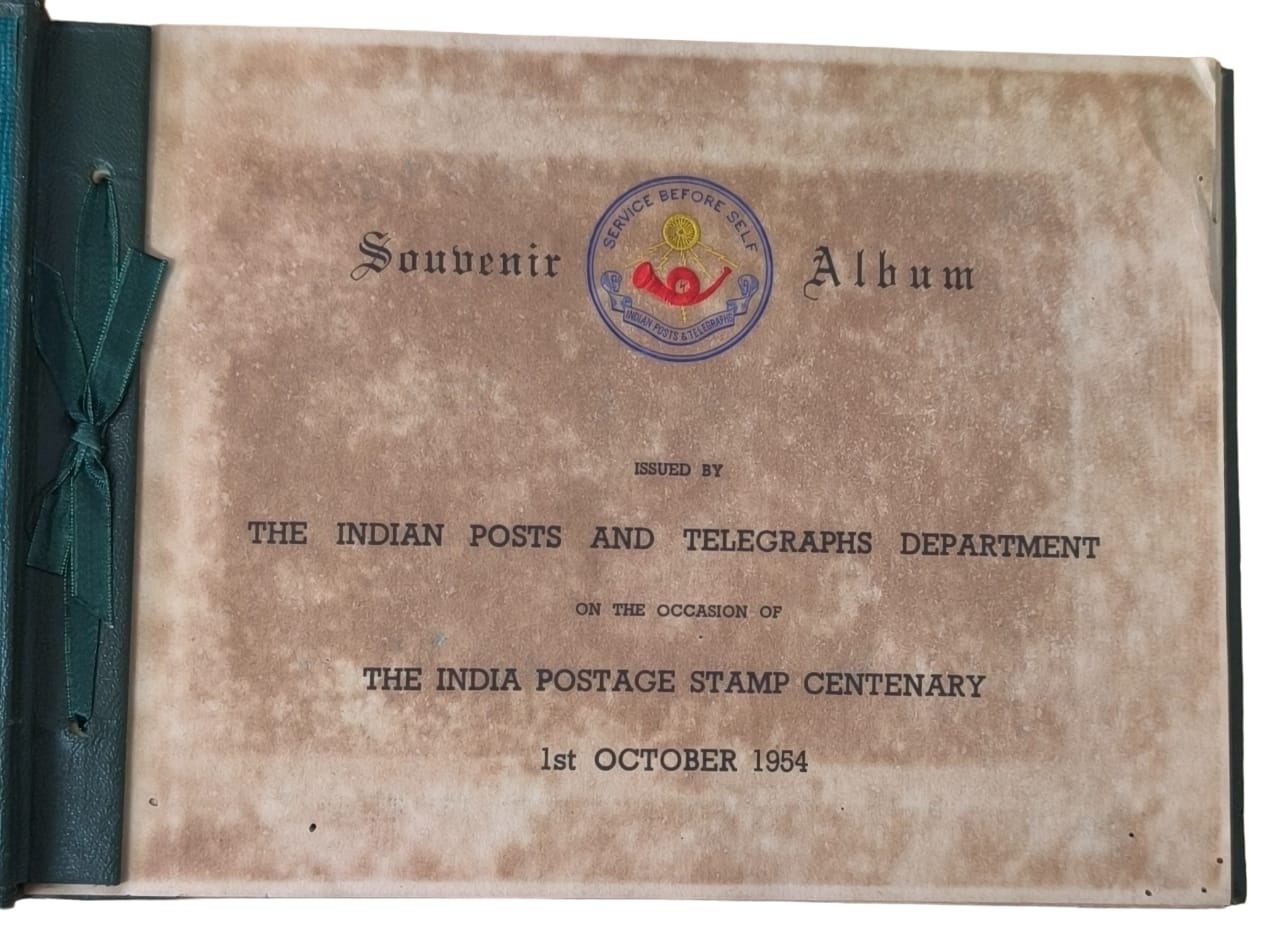 Souvenir Album
SERVICE BEFORE SELF
INDIAN POSTS & TELEGRAPHS
ISSUED BY
THE INDIAN POSTS AND TELEGRAPHS DEPARTMENT
ON THE OCCASION OF
THE INDIA POSTAGE STAMP CENTENARY
1st OCTOBER 1954